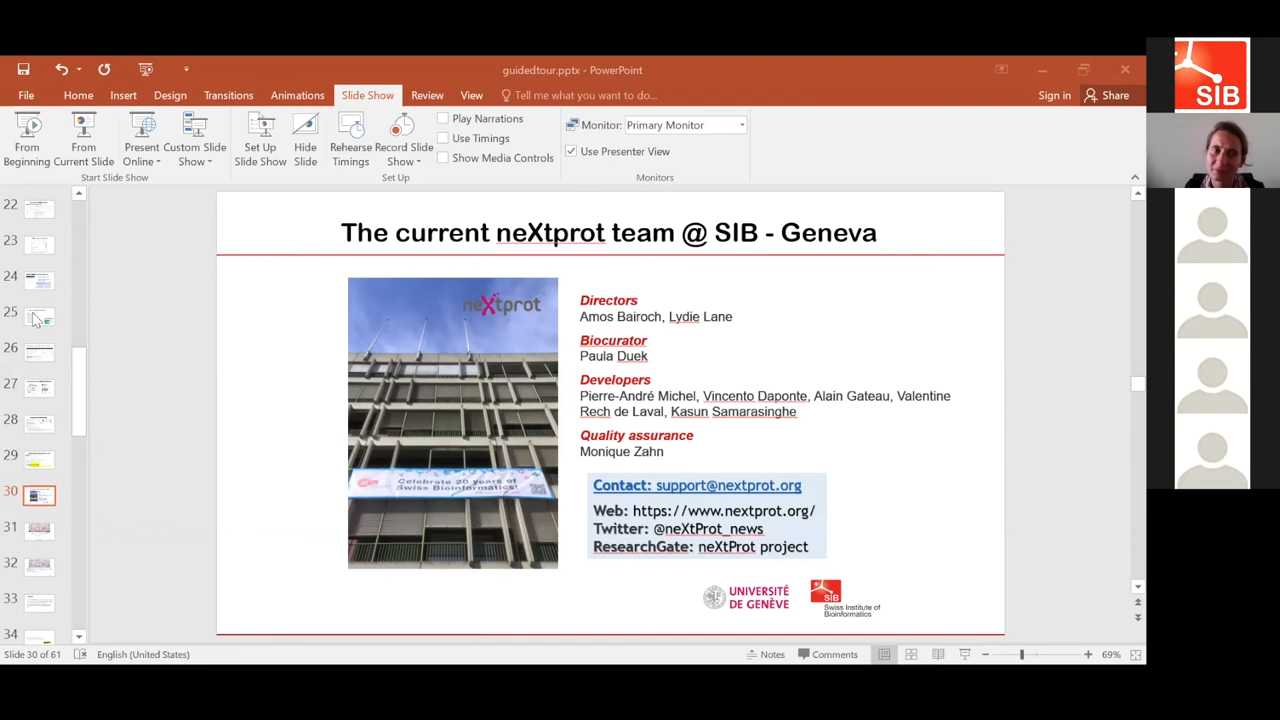 guidedtour.pptx - PowerPoint
File Home Insert Design Transitions Animations Slide Show Review View Tell me what you want to do... Sign in Share
From Beginning
From Current Slide
Present Online
Custom Slide Show
Set Up Slide Show
Hide Slide
Rehearse Timings
Record Slide Show
Play Narrations
Use Timings
Show Media Controls
Monitor: Primary Monitor
Use Presenter View
Start Slide Show
Set Up
Monitors
22
23
24
25
26
27
28
29
30
31
32
33
34
The current neXtprot team @ SIB - Geneva
neXtprot
Celebrate 20 years of
Swiss Bioinformatics!
Directors
Amos Bairoch, Lydie Lane
Biocurator
Paula Duek
Developers
Pierre-André Michel, Vincento Daponte, Alain Gateau, Valentine
Rech de Laval, Kasun Samarasinghe
Quality assurance
Monique Zahn
Contact: support@nextprot.org
Web: https://www.nextprot.org/
Twitter: @neXtProt_news
ResearchGate: neXtProt project
UNIVERSITÉ
DE GENÈVE
SIB
Swiss Institute of
Bioinformatics
Slide 30 of 61
English (United States)
Notes
Comments
69%
SIB